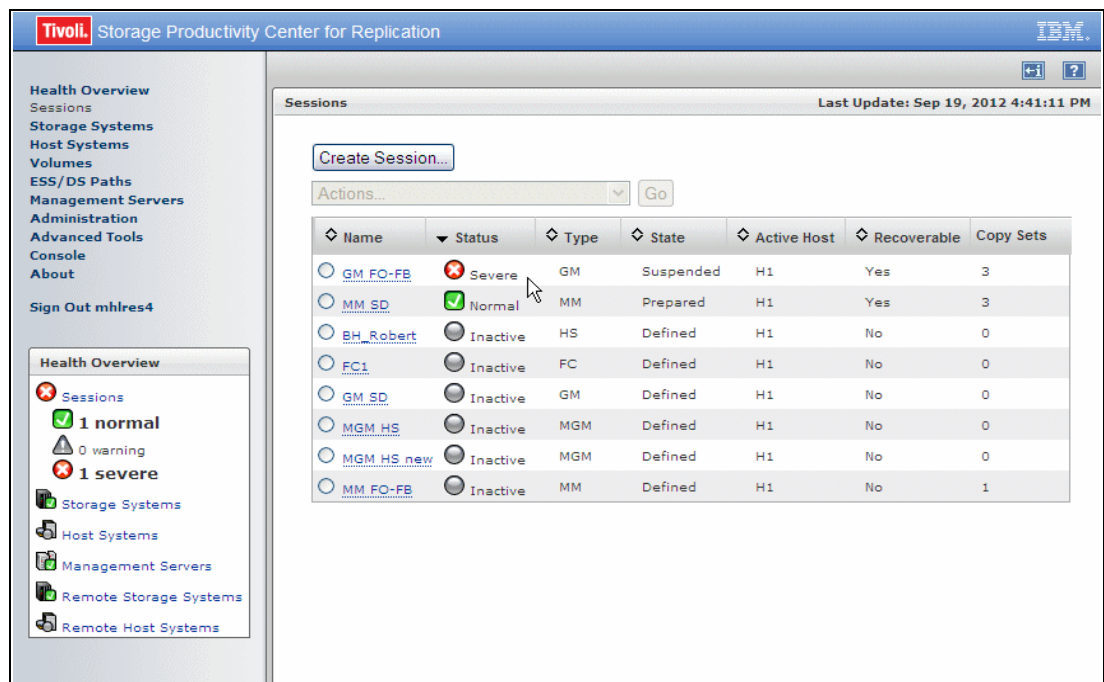 Tivoli. Storage Productivity Center for Replication
IBM.
Health Overview
Sessions
Storage Systems
Host Systems
Volumes
ESS/DS Paths
Management Servers
Administration
Advanced Tools
Console
About
Sign Out mhlres4
Health Overview
Sessions
1 normal
0 warning
1 severe
Storage Systems
Host Systems
Management Servers
Remote Storage Systems
Remote Host Systems
i ?
Sessions Last Update: Sep 19, 2012 4:41:11 PM
Create Session...
Actions... Go
Name Status Type State Active Host Recoverable Copy Sets
GM FO-FB Severe GM Suspended H1 Yes 3
MM SD Normal MM Prepared H1 Yes 3
BH_Robert Inactive HS Defined H1 No 0
FC1 Inactive FC Defined H1 No 0
GM SD Inactive GM Defined H1 No 0
MGM HS Inactive MGM Defined H1 No 0
MGM HS new Inactive MGM Defined H1 No 0
MM FO-FB Inactive MM Defined H1 No 1